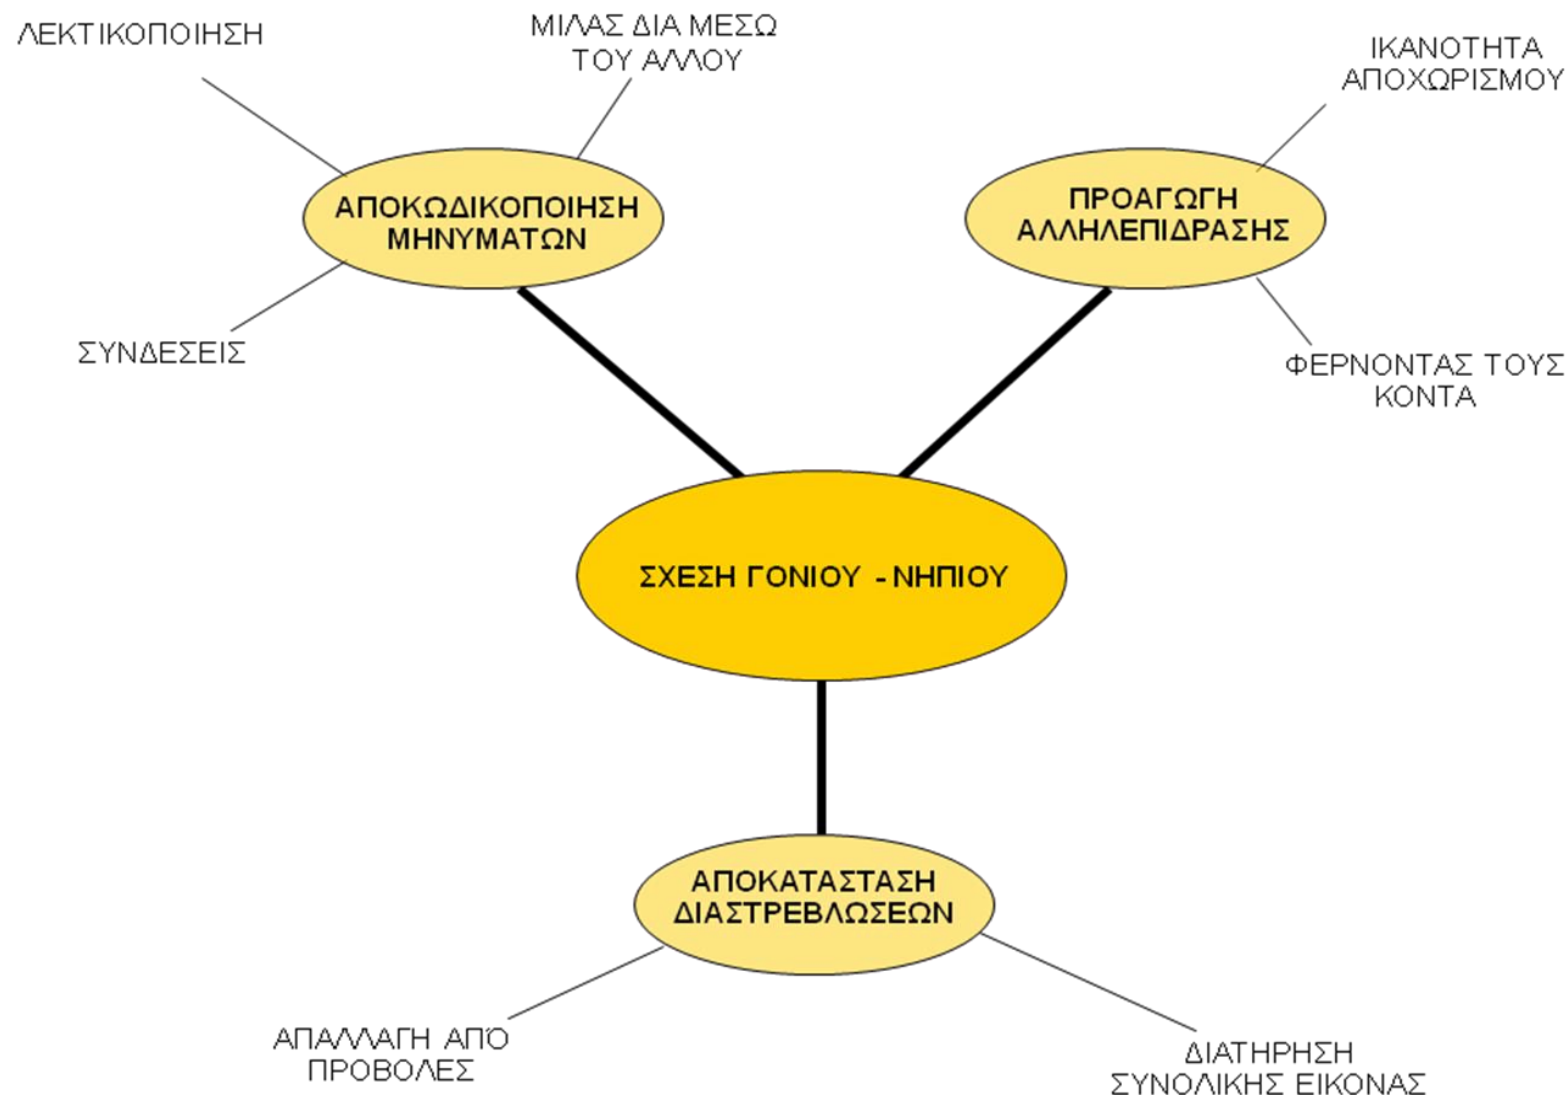 ΛΕΚΤΙΚΟΠΟΙΗΣΗ
ΜΙΛΑΣ ΔΙΑ ΜΕΣΩ
ΤΟΥ ΑΛΛΟΥ
ΙΚΑΝΟΤΗΤΑ
ΑΠΟΧΩΡΙΣΜΟΥ
ΑΠΟΚΩΔΙΚΟΠΟΙΗΣΗ
ΜΗΝΥΜΑΤΩΝ
ΠΡΟΑΓΩΓΗ
ΑΛΛΗΛΕΠΙΔΡΑΣΗΣ
ΣΥΝΔΕΣΕΙΣ
ΦΕΡΝΟΝΤΑΣ ΤΟΥΣ
ΚΟΝΤΑ
ΣΧΕΣΗ ΓΟΝΙΟΥ - ΝΗΠΙΟΥ
ΑΠΟΚΑΤΑΣΤΑΣΗ
ΔΙΑΣΤΡΕΒΛΩΣΕΩΝ
ΑΠΑΛΛΑΓΗ ΑΠΌ
ΠΡΟΒΟΛΕΣ
ΔΙΑΤΗΡΗΣΗ
ΣΥΝΟΛΙΚΗΣ ΕΙΚΟΝΑΣ